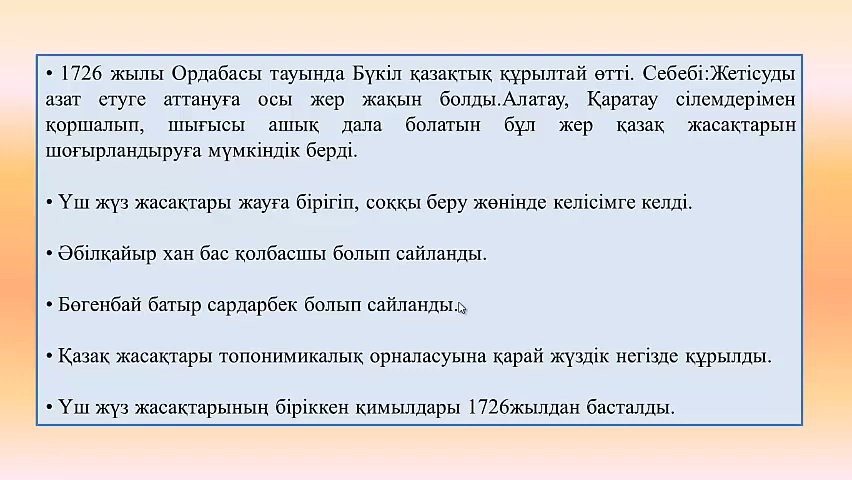 • 1726 жылы Ордабасы тауында Бүкіл қазақтық құрылтай өтті. Себебі:Жетісуды
азат етуге аттануға осы жер жақын болды.Алатау, Қаратау сілемдерімен
қоршалып, шығысы ашық дала болатын бұл жер қазақ жасақтарын
шоғырландыруға мүмкіндік берді.
• Үш жүз жасақтары жауға бірігіп, соққы беру жөнінде келісімге келді.
• Әбілқайыр хан бас қолбасшы болып сайланды.
• Бөгенбай батыр сардарбек болып сайланды.
• Қазақ жасақтары топонимикалық орналасуына қарай жүздік негізде құрылды.
• Үш жүз жасақтарының біріккен қимылдары 1726жылдан басталды.